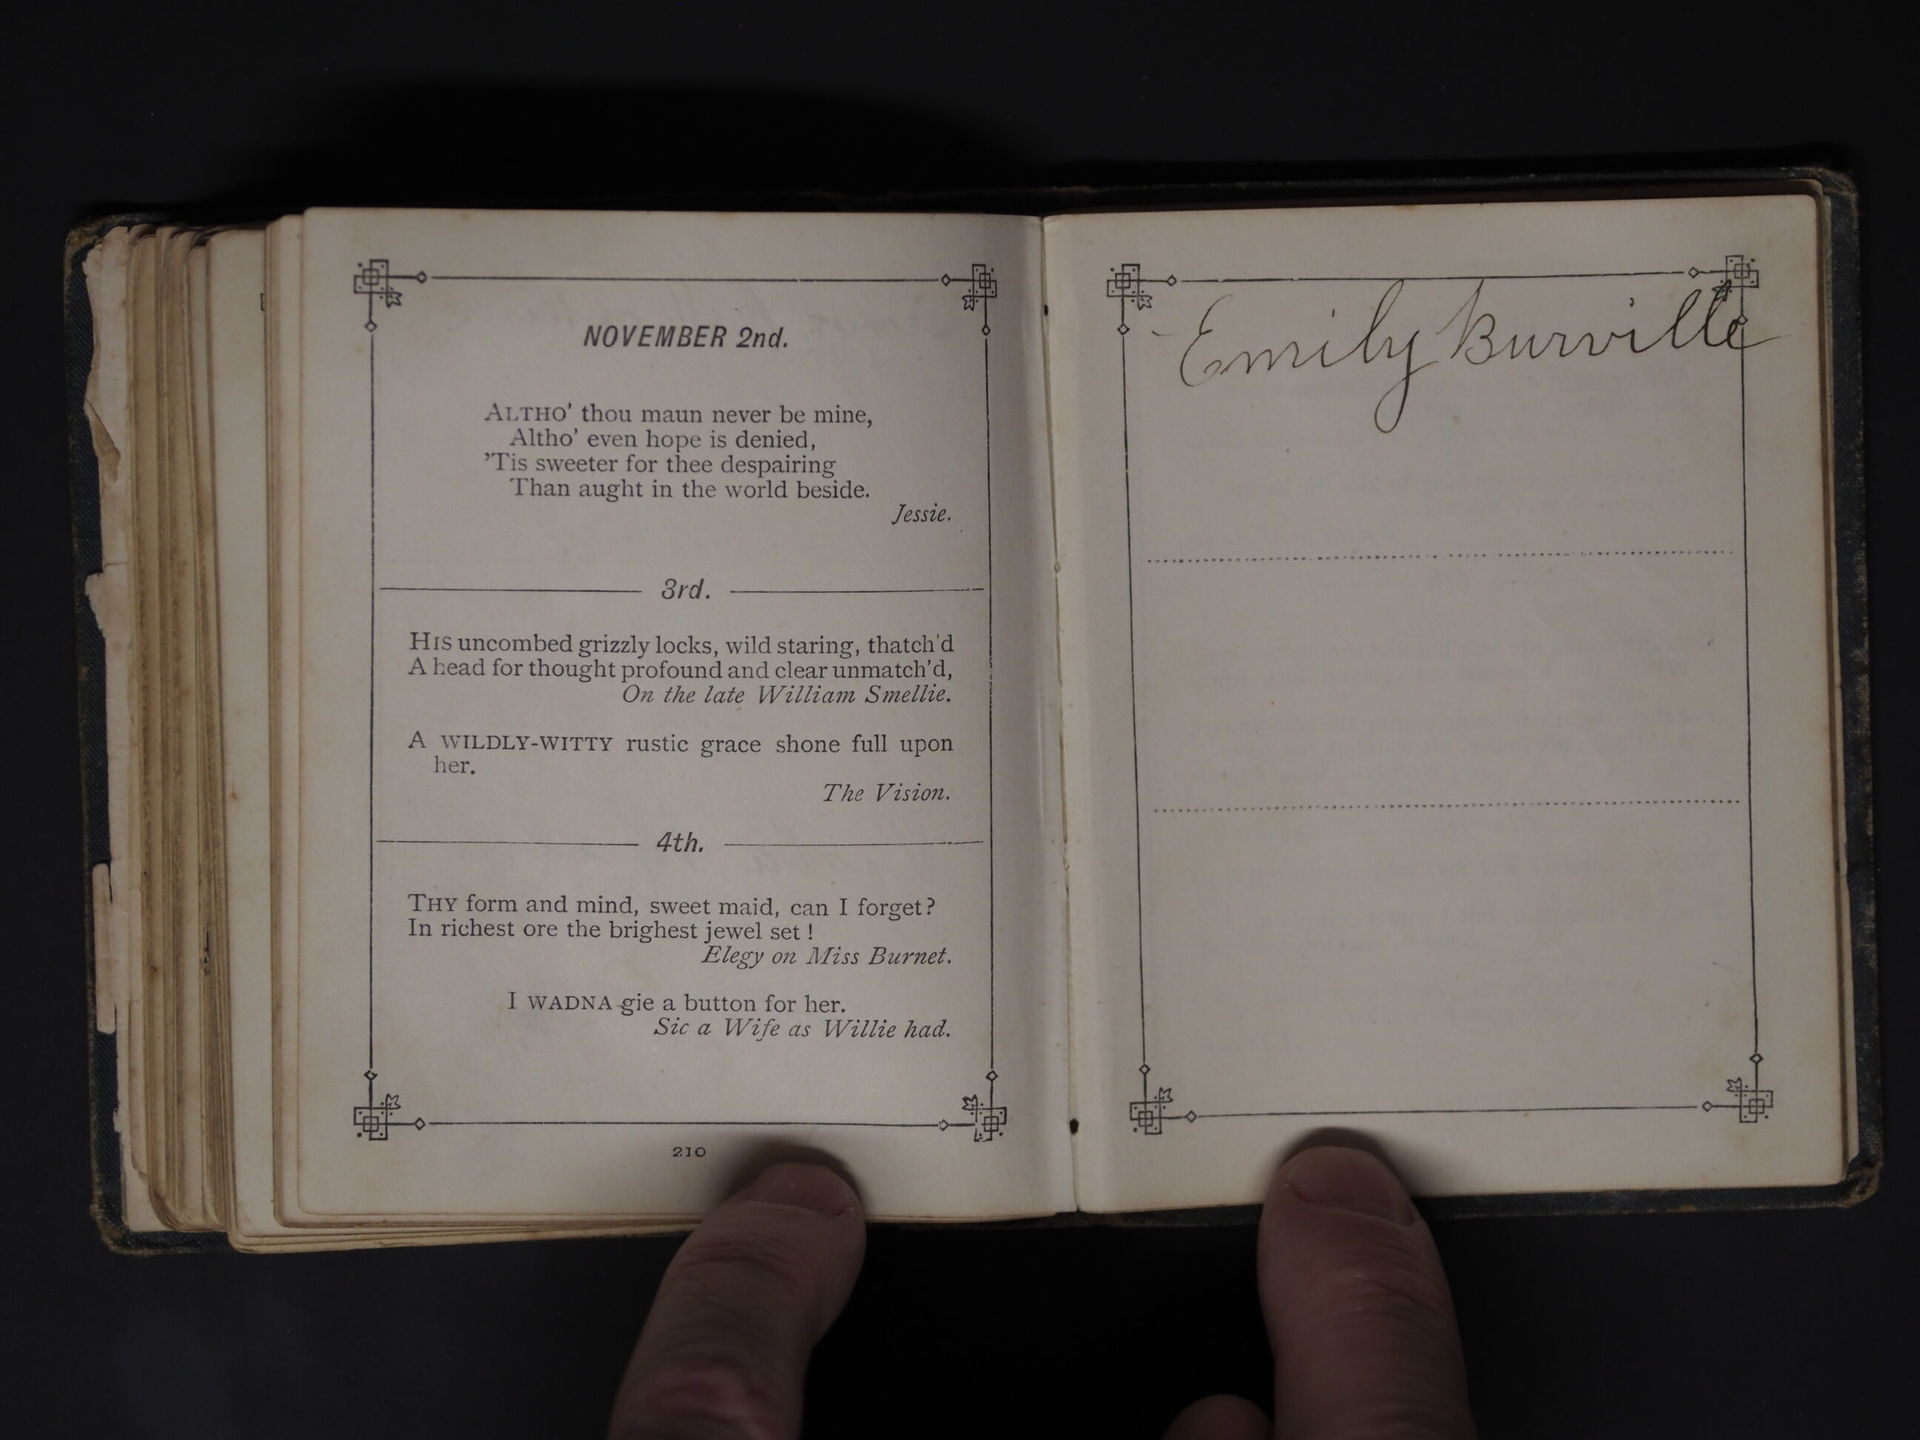 NOVEMBER 2nd.
ALTHO' thou maun never be mine,
Altho' even hope is denied,
'Tis sweeter for thee despairing
Than aught in the world beside.
Jessie.
3rd.
HIS uncombed grizzly locks, wild staring, thatch'd
A head for thought profound and clear unmatch'd,
On the late William Smellie.
A WILDLY-WITTY rustic grace shone full upon
her.
The Vision.
4th.
THY form and mind, sweet maid, can I forget?
In richest ore the brighest jewel set!
Elegy on Miss Burnet.
I WADNA gie a button for her.
Sic a Wife as Willie had.
210
Emily Burville